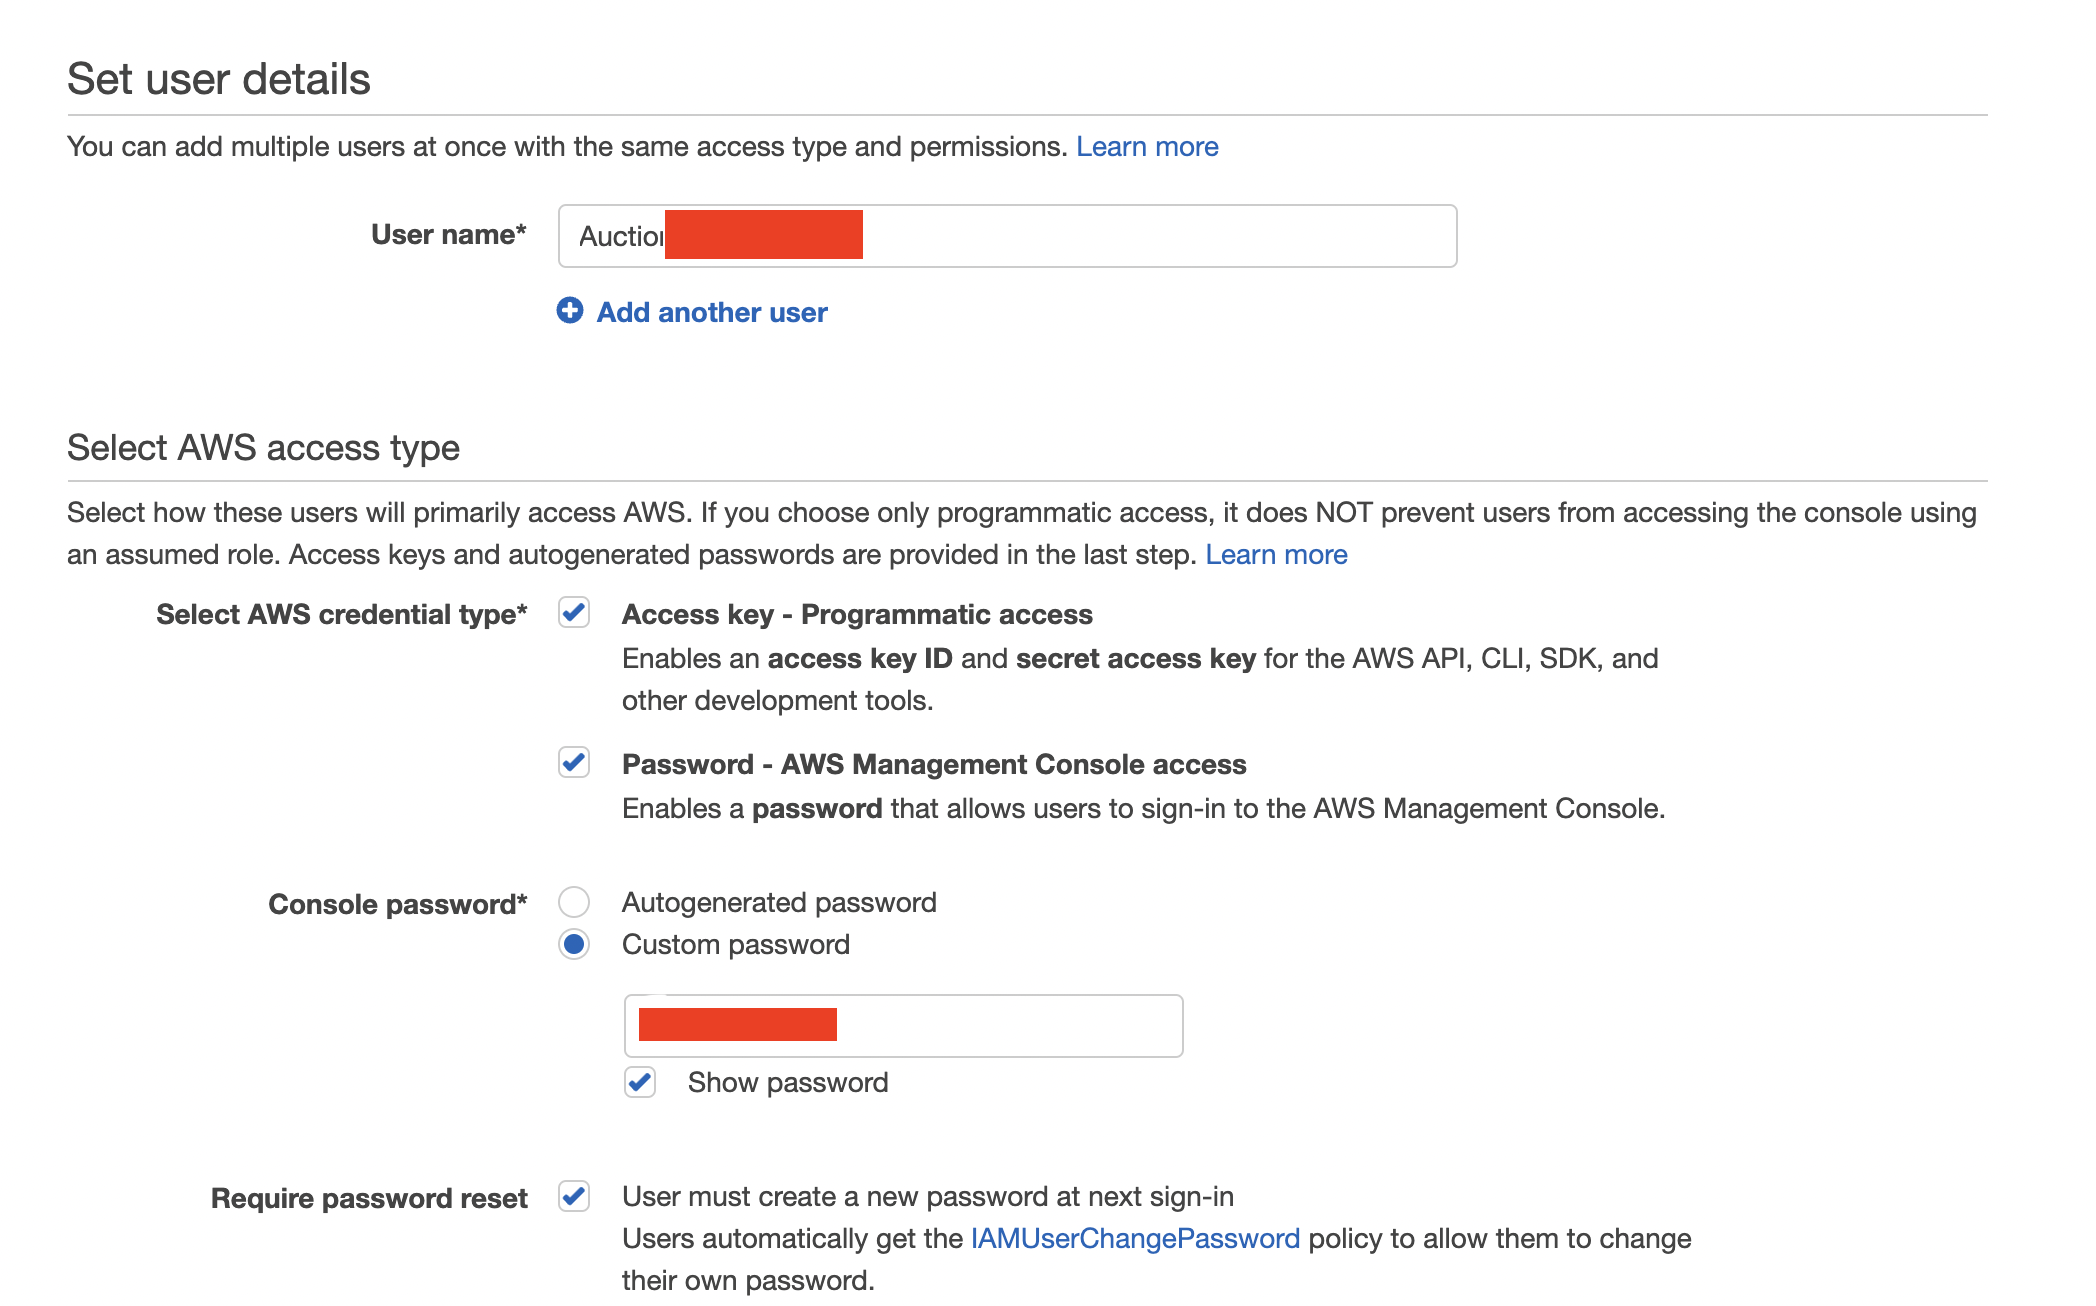 Set user details
You can add multiple users at once with the same access type and permissions. Learn more
User name*
Add another user
Select AWS access type
Select how these users will primarily access AWS. If you choose only programmatic access, it does NOT prevent users from accessing the console using
an assumed role. Access keys and autogenerated passwords are provided in the last step. Learn more
Select AWS credential type* Access key - Programmatic access
Enables an access key ID and secret access key for the AWS API, CLI, SDK, and
other development tools.
Password - AWS Management Console access
Enables a password that allows users to sign-in to the AWS Management Console.
Console password* Autogenerated password
Custom password
Show password
Require password reset User must create a new password at next sign-in
Users automatically get the IAMUserChangePassword policy to allow them to change
their own password.